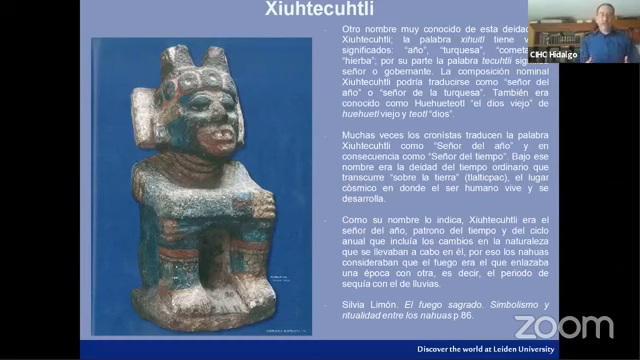 Xiuhtecuhtli
Otro nombre muy conocido de esta deidad
Xiuhtecuhtli; la palabra xihuitl tiene
significados: “año”, “turquesa”, “cometa
“hierba”; por su parte la palabra tecuhtli
señor o gobernante. La composición nominal
Xiuhtecuhtli podría traducirse como “señor del
año” o “señor de la turquesa”. También era
conocido como Huehueteotl “el dios viejo” de
huehuetl viejo y teotl “dios”.
Muchas veces los cronistas traducen la palabra
Xiuhtecuhtli como “Señor del año” y en
consecuencia como “Señor del tiempo”. Bajo ese
nombre era la deidad del tiempo ordinario que
transcurre “sobre la tierra” (tlalticpac), el lugar
cósmico en donde el ser humano vive y se
desarrolla.
Como su nombre lo indica, Xiuhtecuhtli era el
señor del año, patrono del tiempo y del ciclo
anual que incluía los cambios en la naturaleza
que se llevaban a cabo en él, por eso los nahuas
consideraban que el fuego era el que enlazaba
una época con otra, es decir, el periodo de
sequía con el de lluvias.
Silvia Limón. El fuego sagrado. Simbolismo y
ritualidad entre los nahuas p 86.
CIHC Hidalgo
zoom
Discover the world at Leiden University